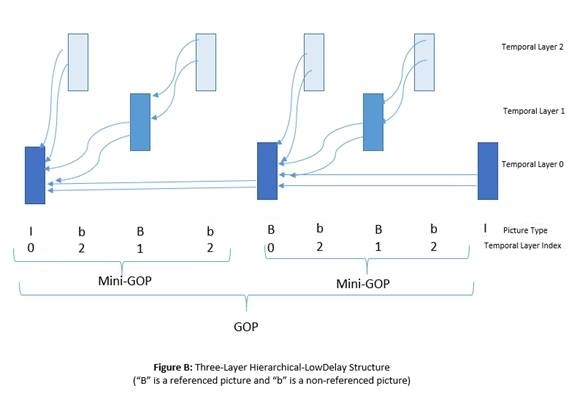 Temporal Layer 2
Temporal Layer 1
Temporal Layer 0
I b B b B b B b I Picture Type
0 2 1 2 0 2 1 2 Temporal Layer Index
Mini-GOP Mini-GOP
GOP
Figure B: Three-Layer Hierarchical-LowDelay Structure
("B" is a referenced picture and "b" is a non-referenced picture)